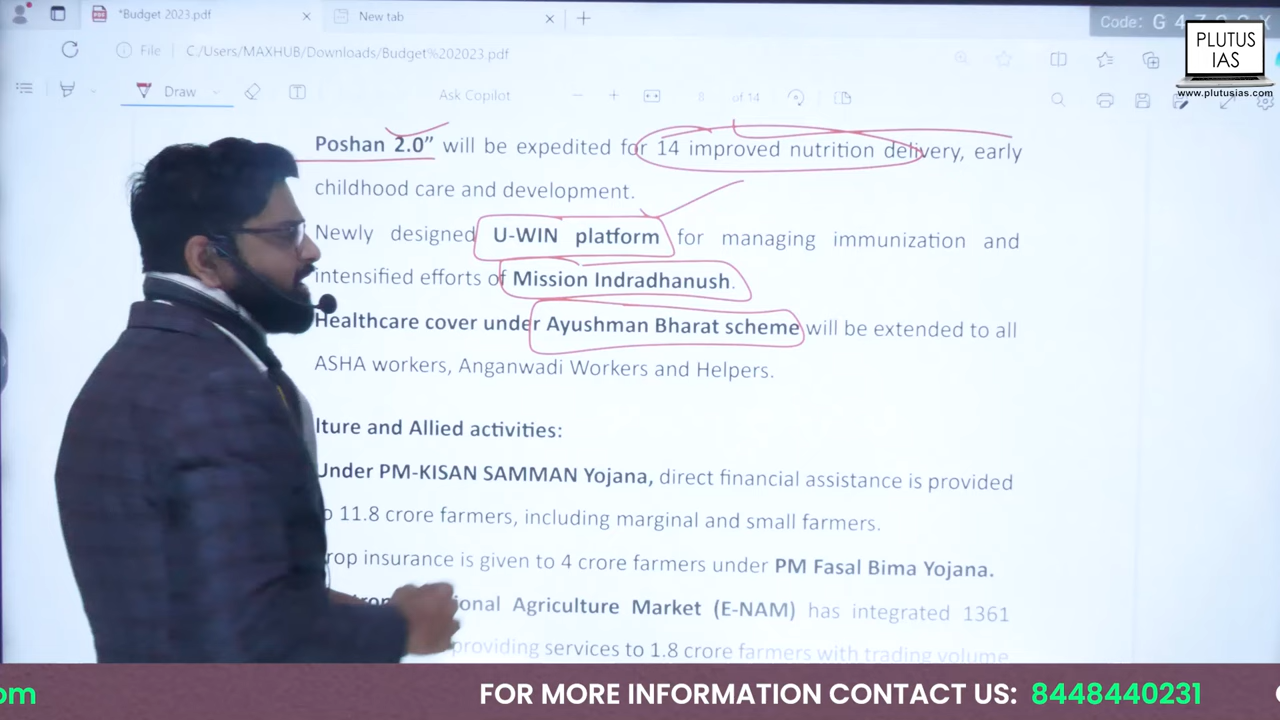 *Budget 2023.pdf
New tab
Code: G 4 Z
File C:/Users/MAXHUB/Downloads/Budget%202023.pdf
PLUTUS
IAS
www.plutusias.com
Draw
Ask Copilot
8 of 14
Poshan 2.0” will be expedited for 14 improved nutrition delivery, early
childhood care and development.
Newly designed U-WIN platform for managing immunization and
intensified efforts of Mission Indradhanush.
Healthcare cover under Ayushman Bharat scheme will be extended to all
ASHA workers, Anganwadi Workers and Helpers.
lture and Allied activities:
Under PM-KISAN SAMMAN Yojana, direct financial assistance is provided
11.8 crore farmers, including marginal and small farmers.
rop insurance is given to 4 crore farmers under PM Fasal Bima Yojana.
ional Agriculture Market (E-NAM) has integrated 1361
providing services to 1.8 crore farmers with trading volume
om
FOR MORE INFORMATION CONTACT US: 8448440231